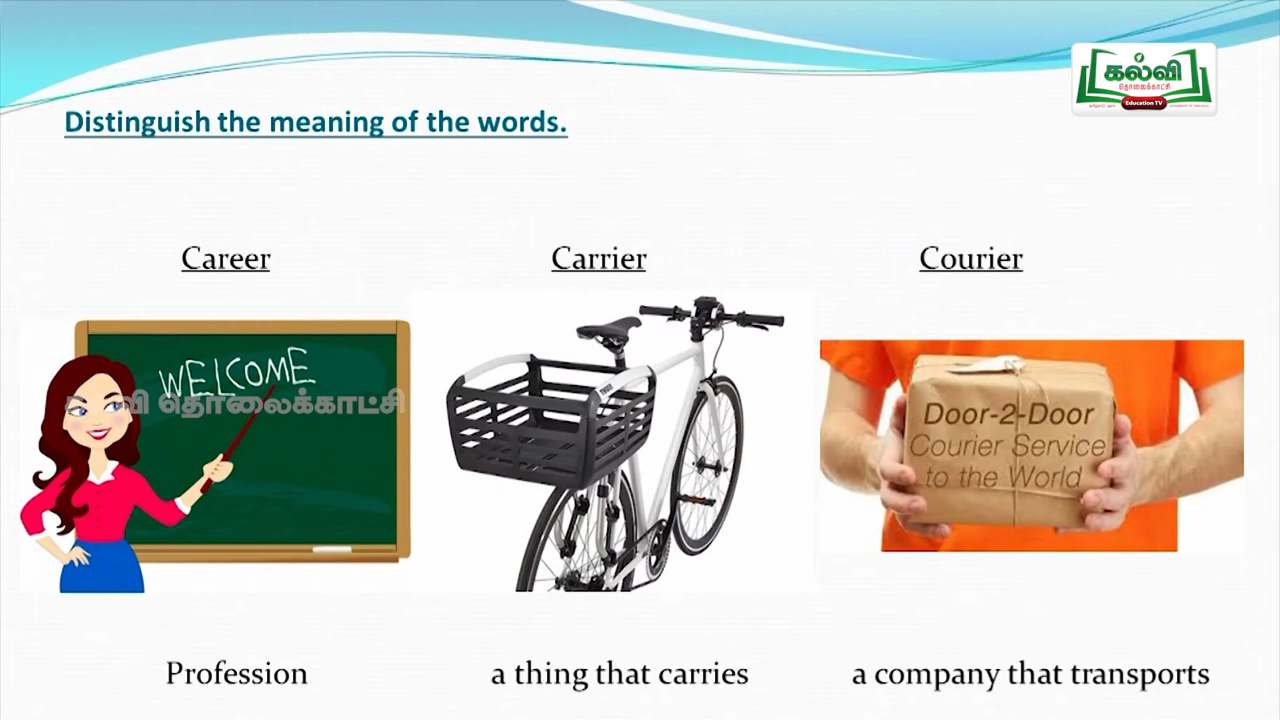 கல்வி
தொலைக்காட்சி
Education TV
Distinguish the meaning of the words.
Career
Carrier
Courier
WELCOME
வி தொலைக்காட்சி
Door-2-Door
Courier Service
to the World
Profession
a thing that carries
a company that transports